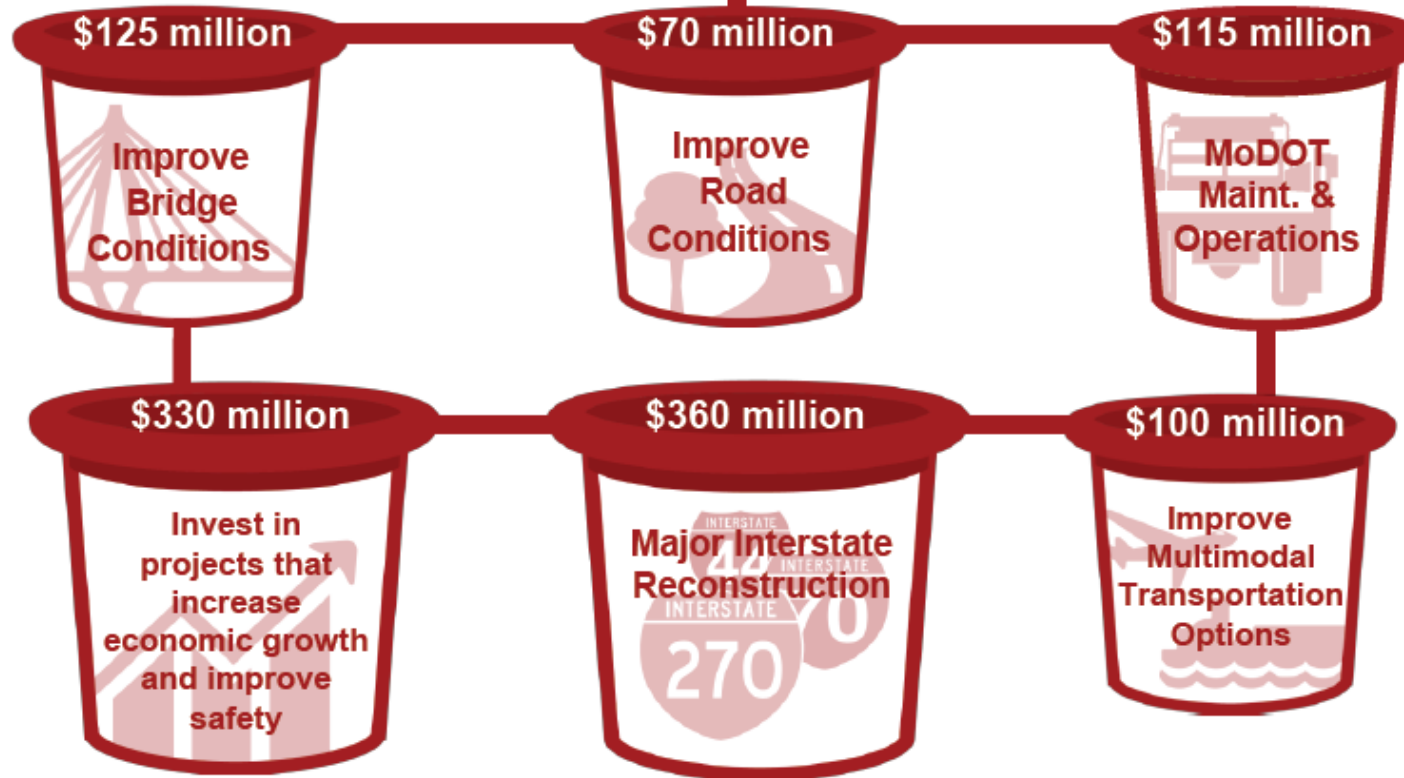 $125 million
Improve
Bridge
Conditions
$70 million
Improve
Road
Conditions
$115 million
MoDOT
Maint. &
Operations
$330 million
Invest in
projects that
increase
economic growth
and improve
safety
$360 million
Major Interstate
Reconstruction
INTERSTATE
44
INTERSTATE
70
INTERSTATE
270
$100 million
Improve
Multimodal
Transportation
Options